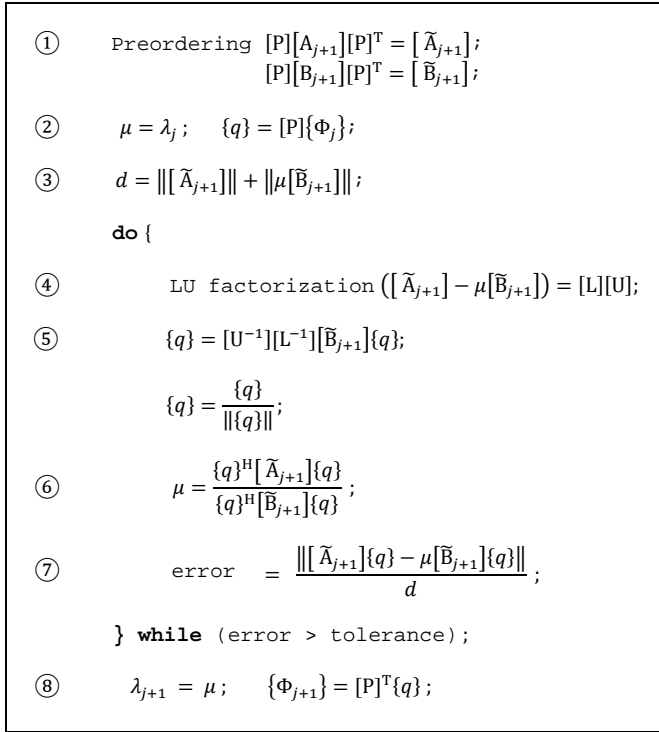 ① Preordering [P][A_{j+1}][P]^T = [Ã_{j+1}];
[P][B_{j+1}][P]^T = [B̃_{j+1}];
② μ = λ_j ; {q} = [P]{Φ_j};
③ d = ‖[Ã_{j+1}]‖ + ‖μ[B̃_{j+1}]‖ ;
do {
④ LU factorization ([Ã_{j+1}] − μ[B̃_{j+1}]) = [L][U];
⑤ {q} = [U^{−1}][L^{−1}][B̃_{j+1}]{q};
{q} = {q} / ‖{q}‖ ;
⑥ μ = {q}^H[Ã_{j+1}]{q} / {q}^H[B̃_{j+1}]{q} ;
⑦ error = ‖[Ã_{j+1}]{q} − μ[B̃_{j+1}]{q}‖ / d ;
} while (error > tolerance);
⑧ λ_{j+1} = μ ; {Φ_{j+1}} = [P]^T{q} ;